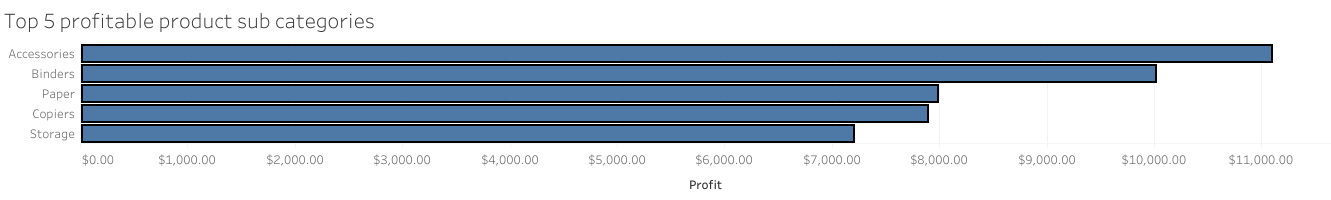 Top 5 profitable product sub categories
Accessories
Binders
Paper
Copiers
Storage
$0.00 $1,000.00 $2,000.00 $3,000.00 $4,000.00 $5,000.00 $6,000.00 $7,000.00 $8,000.00 $9,000.00 $10,000.00 $11,000.00
Profit